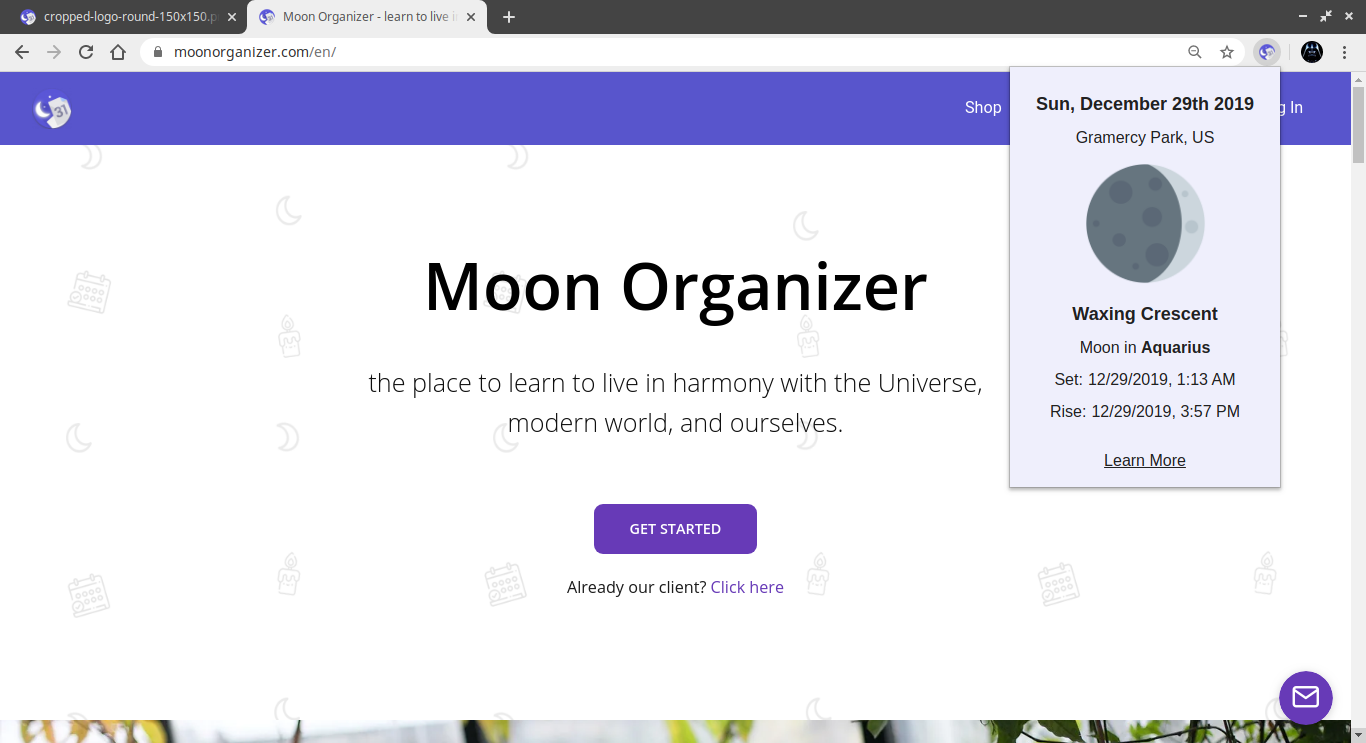 cropped-logo-round-150x150.p
Moon Organizer - learn to live i
moonorganizer.com/en/
31
Shop
g In
Sun, December 29th 2019
Gramercy Park, US
Waxing Crescent
Moon in Aquarius
Set: 12/29/2019, 1:13 AM
Rise: 12/29/2019, 3:57 PM
Learn More
Moon Organizer
the place to learn to live in harmony with the Universe,
modern world, and ourselves.
GET STARTED
Already our client? Click here